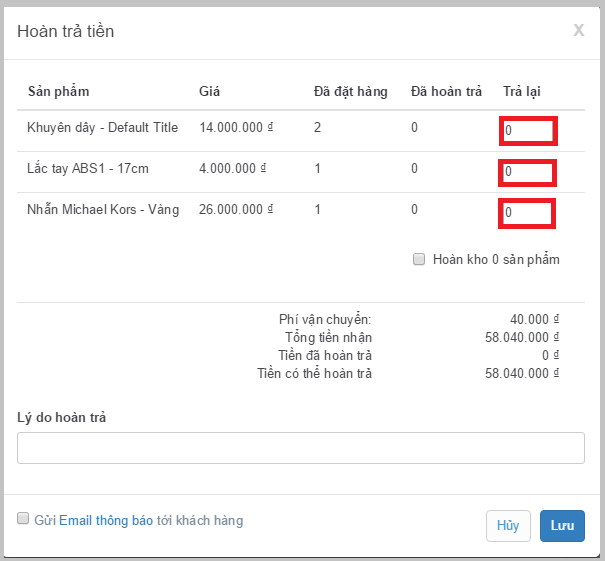 Hoàn trả tiền X
Sản phẩm Giá Đã đặt hàng Đã hoàn trả Trả lại
Khuyên dây - Default Title 14.000.000 ₫ 2 0 0
Lắc tay ABS1 - 17cm 4.000.000 ₫ 1 0 0
Nhẫn Michael Kors - Vàng 26.000.000 ₫ 1 0 0
Hoàn kho 0 sản phẩm
Phí vận chuyển: 40.000 ₫
Tổng tiền nhận 58.040.000 ₫
Tiền đã hoàn trả 0 ₫
Tiền có thể hoàn trả 58.040.000 ₫
Lý do hoàn trả
Gửi Email thông báo tới khách hàng Hủy Lưu